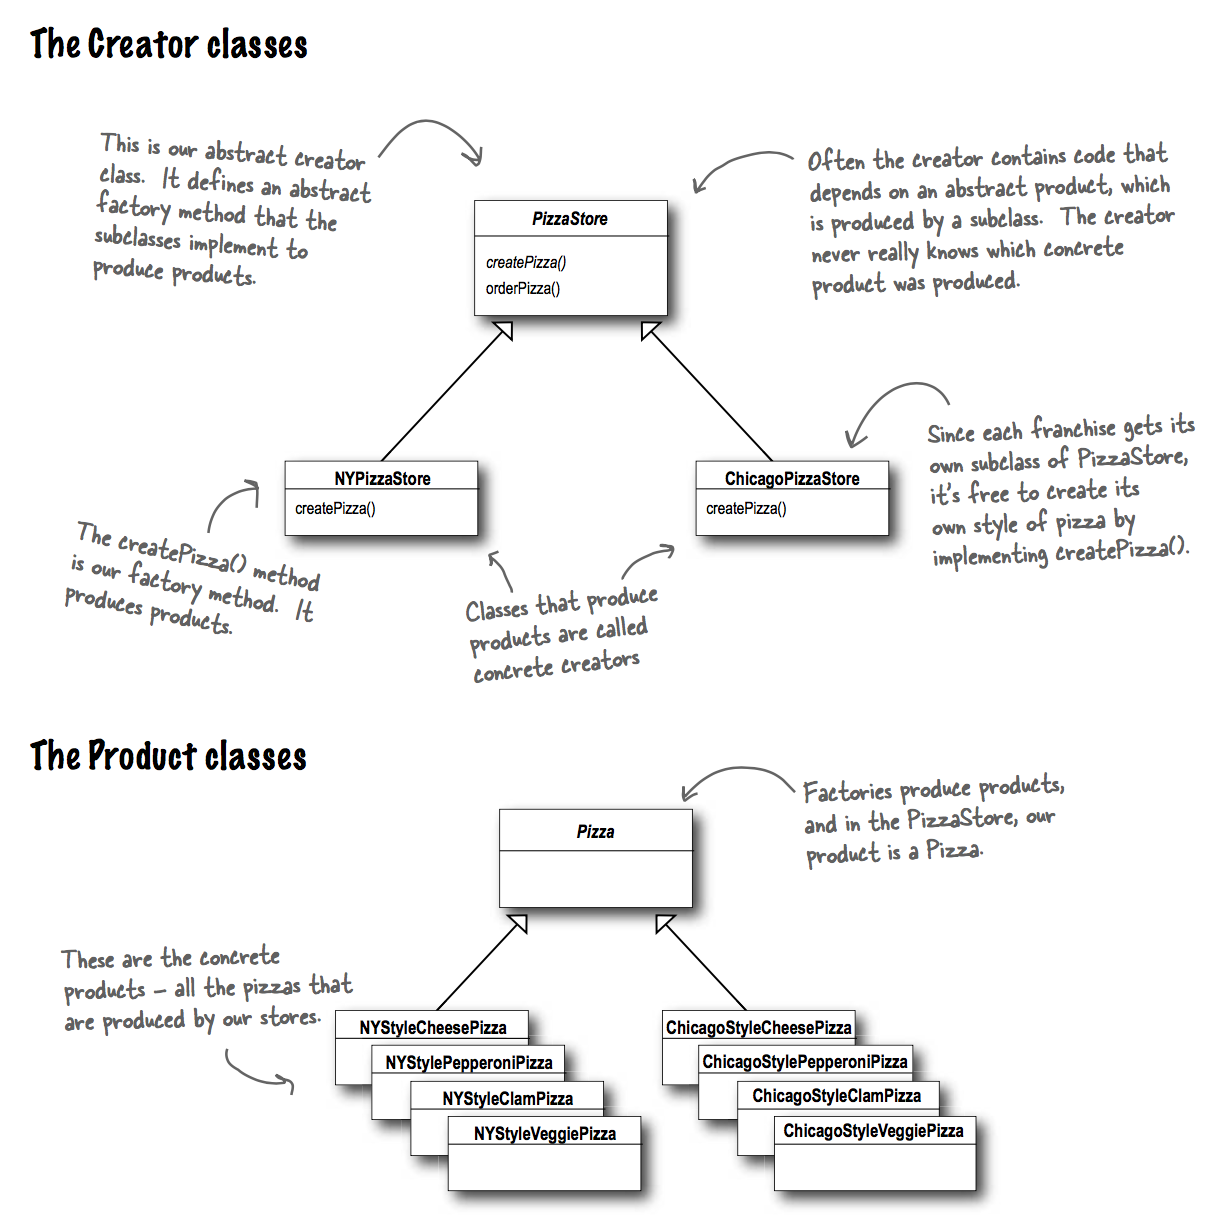 The Creator classes
This is our abstract creator
class. It defines an abstract
factory method that the
subclasses implement to
produce products.
PizzaStore
createPizza()
orderPizza()
Often the creator contains code that
depends on an abstract product, which
is produced by a subclass. The creator
never really knows which concrete
product was produced.
NYPizzaStore
createPizza()
ChicagoPizzaStore
createPizza()
Since each franchise gets its
own subclass of PizzaStore,
it's free to create its
own style of pizza by
implementing createPizza().
The createPizza() method
is our factory method. It
produces products.
Classes that produce
products are called
concrete creators
The Product classes
Pizza
Factories produce products,
and in the PizzaStore, our
product is a Pizza.
These are the concrete
products – all the pizzas that
are produced by our stores.
NYStyleCheesePizza
NYStylePepperoniPizza
NYStyleClamPizza
NYStyleVeggiePizza
ChicagoStyleCheesePizza
ChicagoStylePepperoniPizza
ChicagoStyleClamPizza
ChicagoStyleVeggiePizza